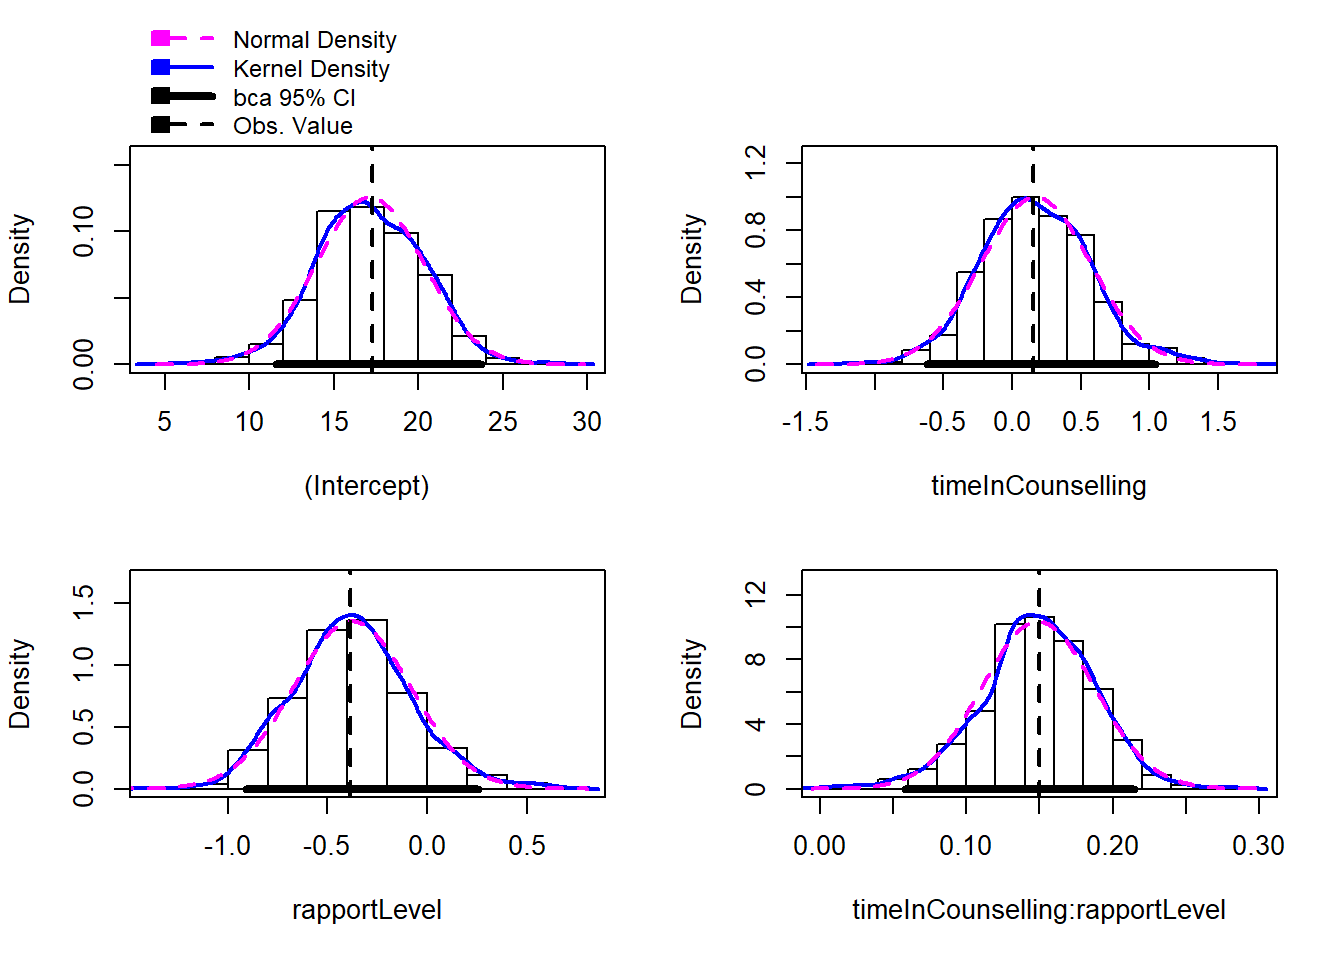 Normal Density
Kernel Density
bca 95% CI
Obs. Value
Density
0.00 0.10
5 10 15 20 25 30
(Intercept)
Density
0.0 0.4 0.8 1.2
-1.5 -0.5 0.0 0.5 1.0 1.5
timeInCounselling
Density
0.0 0.5 1.0 1.5
-1.0 -0.5 0.0 0.5
rapportLevel
Density
0 4 8 12
0.00 0.10 0.20 0.30
timeInCounselling:rapportLevel